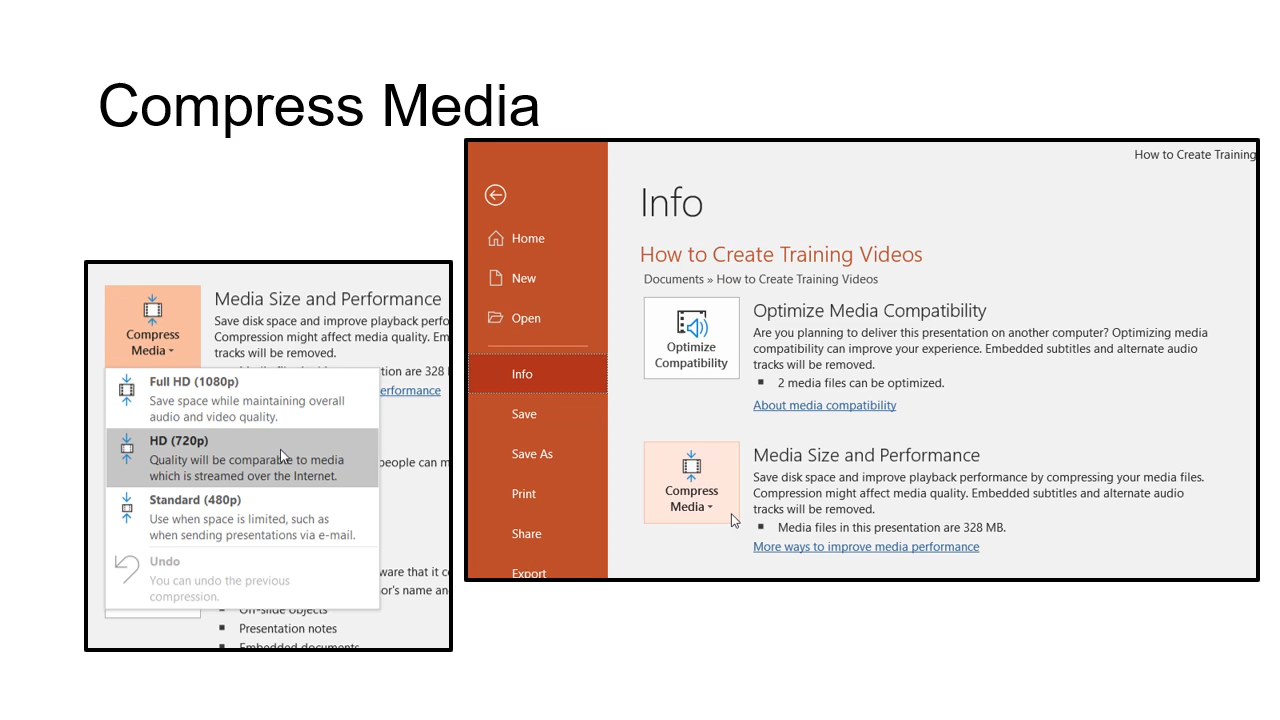 Compress Media
Compress
Media
Media Size and Performance
Save disk space and improve playback perfo
Compression might affect media quality. Em
tracks will be removed.
tion are 328
erformance
Full HD (1080p)
Save space while maintaining overall
audio and video quality.
HD (720p)
Quality will be comparable to media
which is streamed over the Internet.
people can m
Standard (480p)
Use when space is limited, such as
when sending presentations via e-mail.
Undo
You can undo the previous
compression.
ware that it co
or's name an
Off-slide objects
Presentation notes
Embedded documents
How to Create Training
Home
New
Open
Info
Save
Save As
Print
Share
Export
Info
How to Create Training Videos
Documents » How to Create Training Videos
Optimize
Compatibility
Optimize Media Compatibility
Are you planning to deliver this presentation on another computer? Optimizing media
compatibility can improve your experience. Embedded subtitles and alternate audio
tracks will be removed.
▪ 2 media files can be optimized.
About media compatibility
Compress
Media
Media Size and Performance
Save disk space and improve playback performance by compressing your media files.
Compression might affect media quality. Embedded subtitles and alternate audio
tracks will be removed.
▪ Media files in this presentation are 328 MB.
More ways to improve media performance